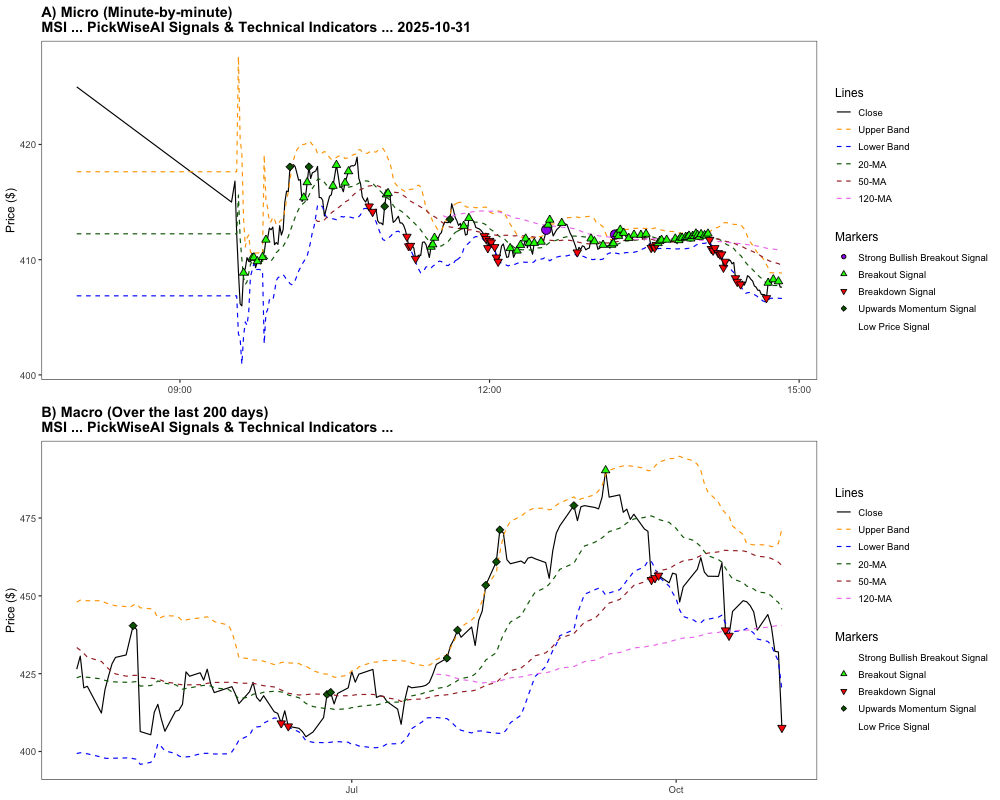 A) Micro (Minute-by-minute)
MSI ... PickWiseAI Signals & Technical Indicators ... 2025-10-31
Price ($)
420
410
400
09:00
12:00
15:00
Lines
Close
Upper Band
Lower Band
20-MA
50-MA
120-MA
Markers
Strong Bullish Breakout Signal
Breakout Signal
Breakdown Signal
Upwards Momentum Signal
Low Price Signal
B) Macro (Over the last 200 days)
MSI ... PickWiseAI Signals & Technical Indicators ...
Price ($)
475
450
425
400
Jul
Oct
Lines
Close
Upper Band
Lower Band
20-MA
50-MA
120-MA
Markers
Strong Bullish Breakout Signal
Breakout Signal
Breakdown Signal
Upwards Momentum Signal
Low Price Signal